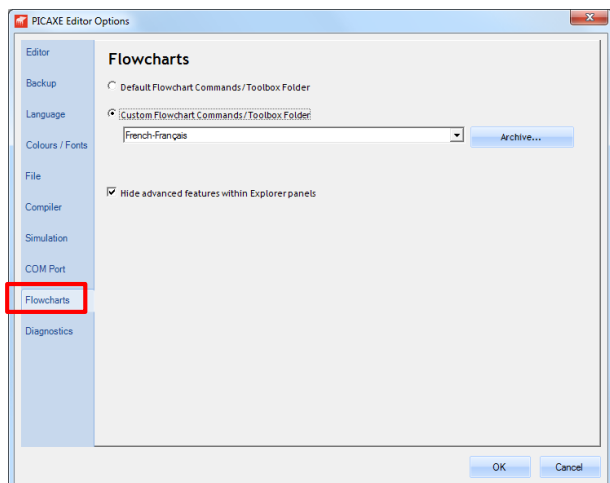 PICAXE Editor Options
Editor
Backup
Language
Colours / Fonts
File
Compiler
Simulation
COM Port
Flowcharts
Diagnostics
Flowcharts
Default Flowchart Commands/Toolbox Folder
Custom Flowchart Commands/Toolbox Folder
French-Français
Archive...
Hide advanced features within Explorer panels
OK
Cancel